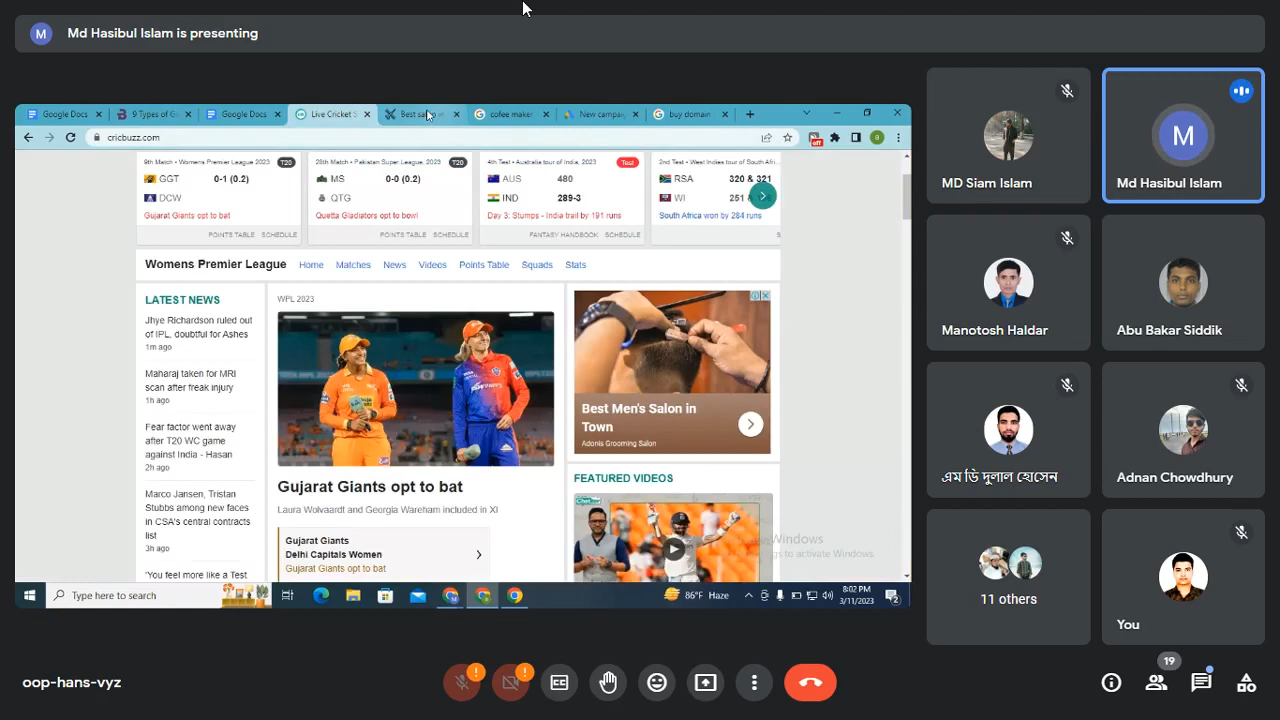 M Md Hasibul Islam is presenting
Google Docs
9 Types of G
Google Docs
Live Cricket S
Best sa
cofee maker
New campa
buy domain
cricbuzz.com
off
B
9th Match • Womens Premier League 2023 T20
GGT 0-1 (0.2)
DCW
Gujarat Giants opt to bat
POINTS TABLE SCHEDULE
28th Match • Pakistan Super League, 2023 T20
MS 0-0 (0.2)
QTG
Quetta Gladiators opt to bowl
POINTS TABLE SCHEDULE
4th Test • Australia tour of India, 2023 Test
AUS 480
IND 289-3
Day 3: Stumps - India trail by 191 runs
FANTASY HANDBOOK SCHEDULE
2nd Test • West Indies tour of South Afri
RSA 320 & 321
WI 251
South Africa won by 284 runs
S
Womens Premier League Home Matches News Videos Points Table Squads Stats
LATEST NEWS
Jhye Richardson ruled out
of IPL, doubtful for Ashes
1m ago
Maharaj taken for MRI
scan after freak injury
1h ago
Fear factor went away
after T20 WC game
against India - Hasan
2h ago
Marco Jansen, Tristan
Stubbs among new faces
in CSA's central contracts
list
3h ago
'You feel more like a Test
WPL 2023
Gujarat Giants opt to bat
Laura Wolvaardt and Georgia Wareham included in XI
Gujarat Giants
Delhi Capitals Women
Gujarat Giants opt to bat
Best Men's Salon in
Town
Adonis Grooming Salon
FEATURED VIDEOS
Windows
gs to activate Windows.
Type here to search
86°F Haze
8:02 PM
3/11/2023
2
MD Siam Islam
M
Md Hasibul Islam
Manotosh Haldar
Abu Bakar Siddik
এম ডি দুলাল হোসেন
Adnan Chowdhury
11 others
You
oop-hans-vyz
19